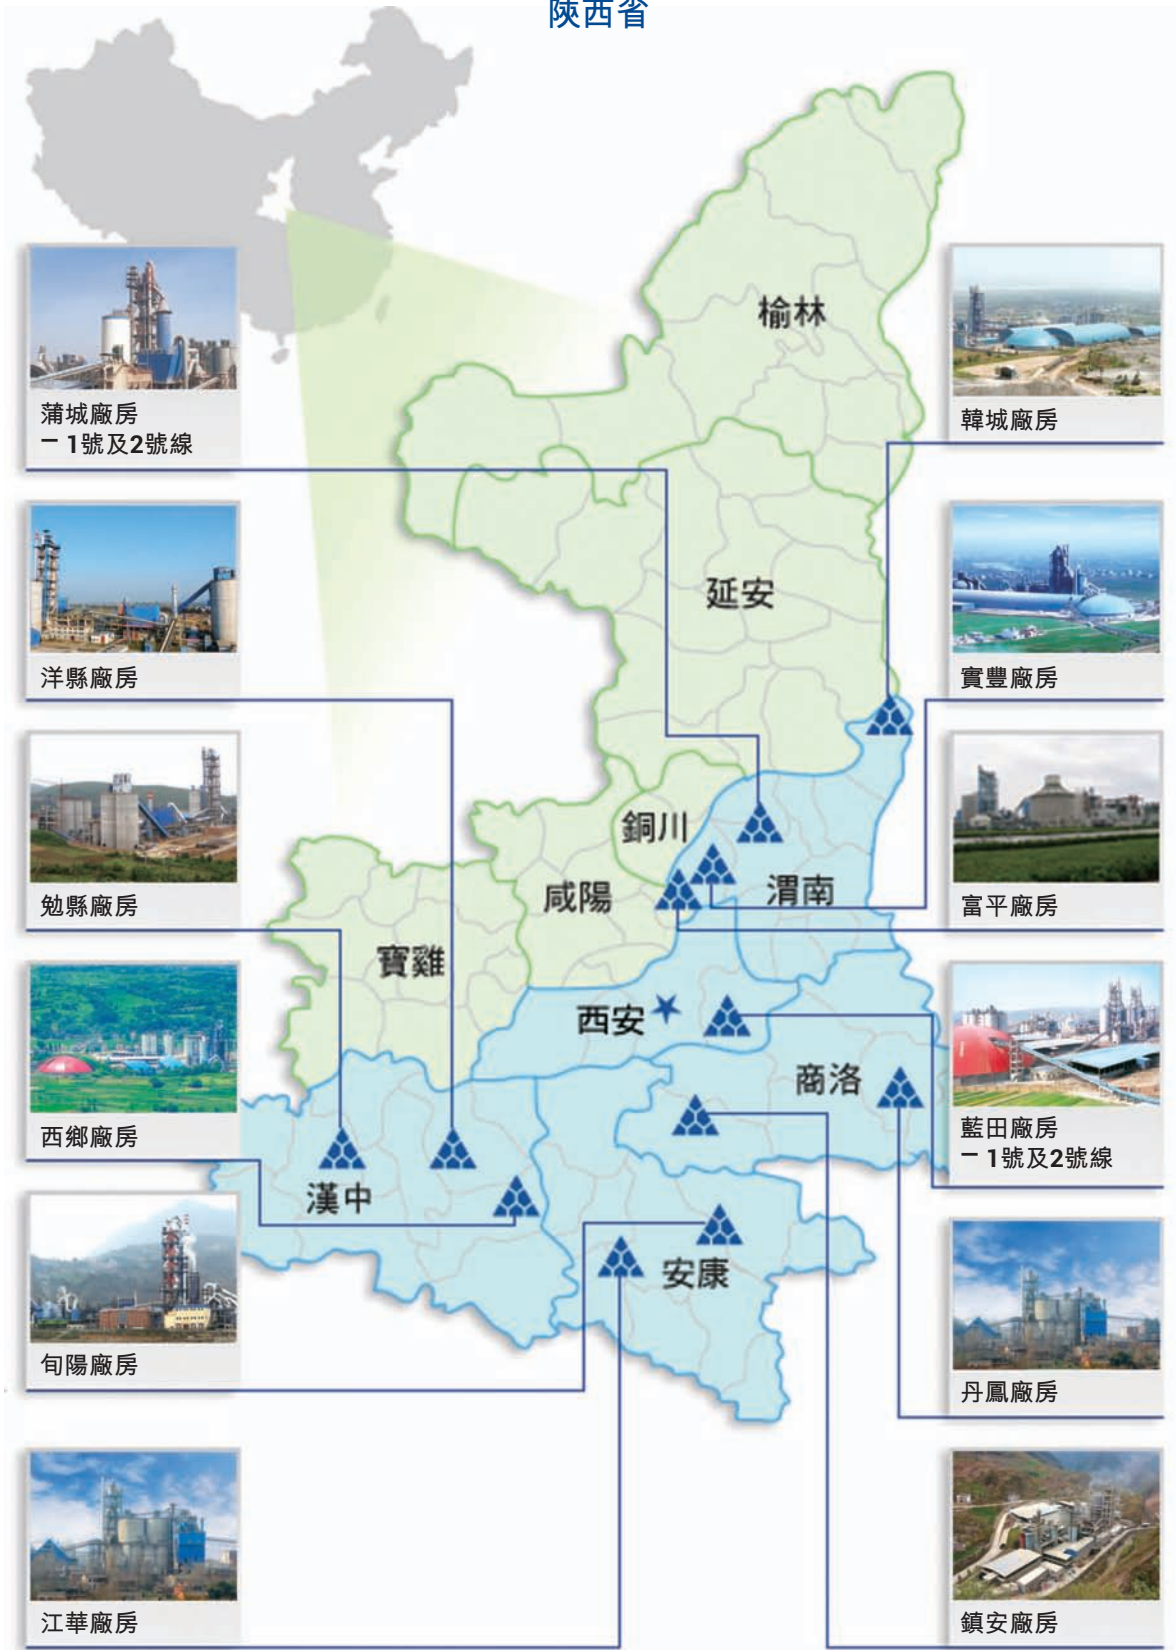 陝西省
蒲城廠房
－ 1號及2號線
洋縣廠房
勉縣廠房
西鄉廠房
旬陽廠房
江華廠房
榆林
延安
銅川
咸陽
渭南
寶雞
西安
商洛
漢中
安康
韓城廠房
實豐廠房
富平廠房
藍田廠房
－ 1號及2號線
丹鳳廠房
鎮安廠房